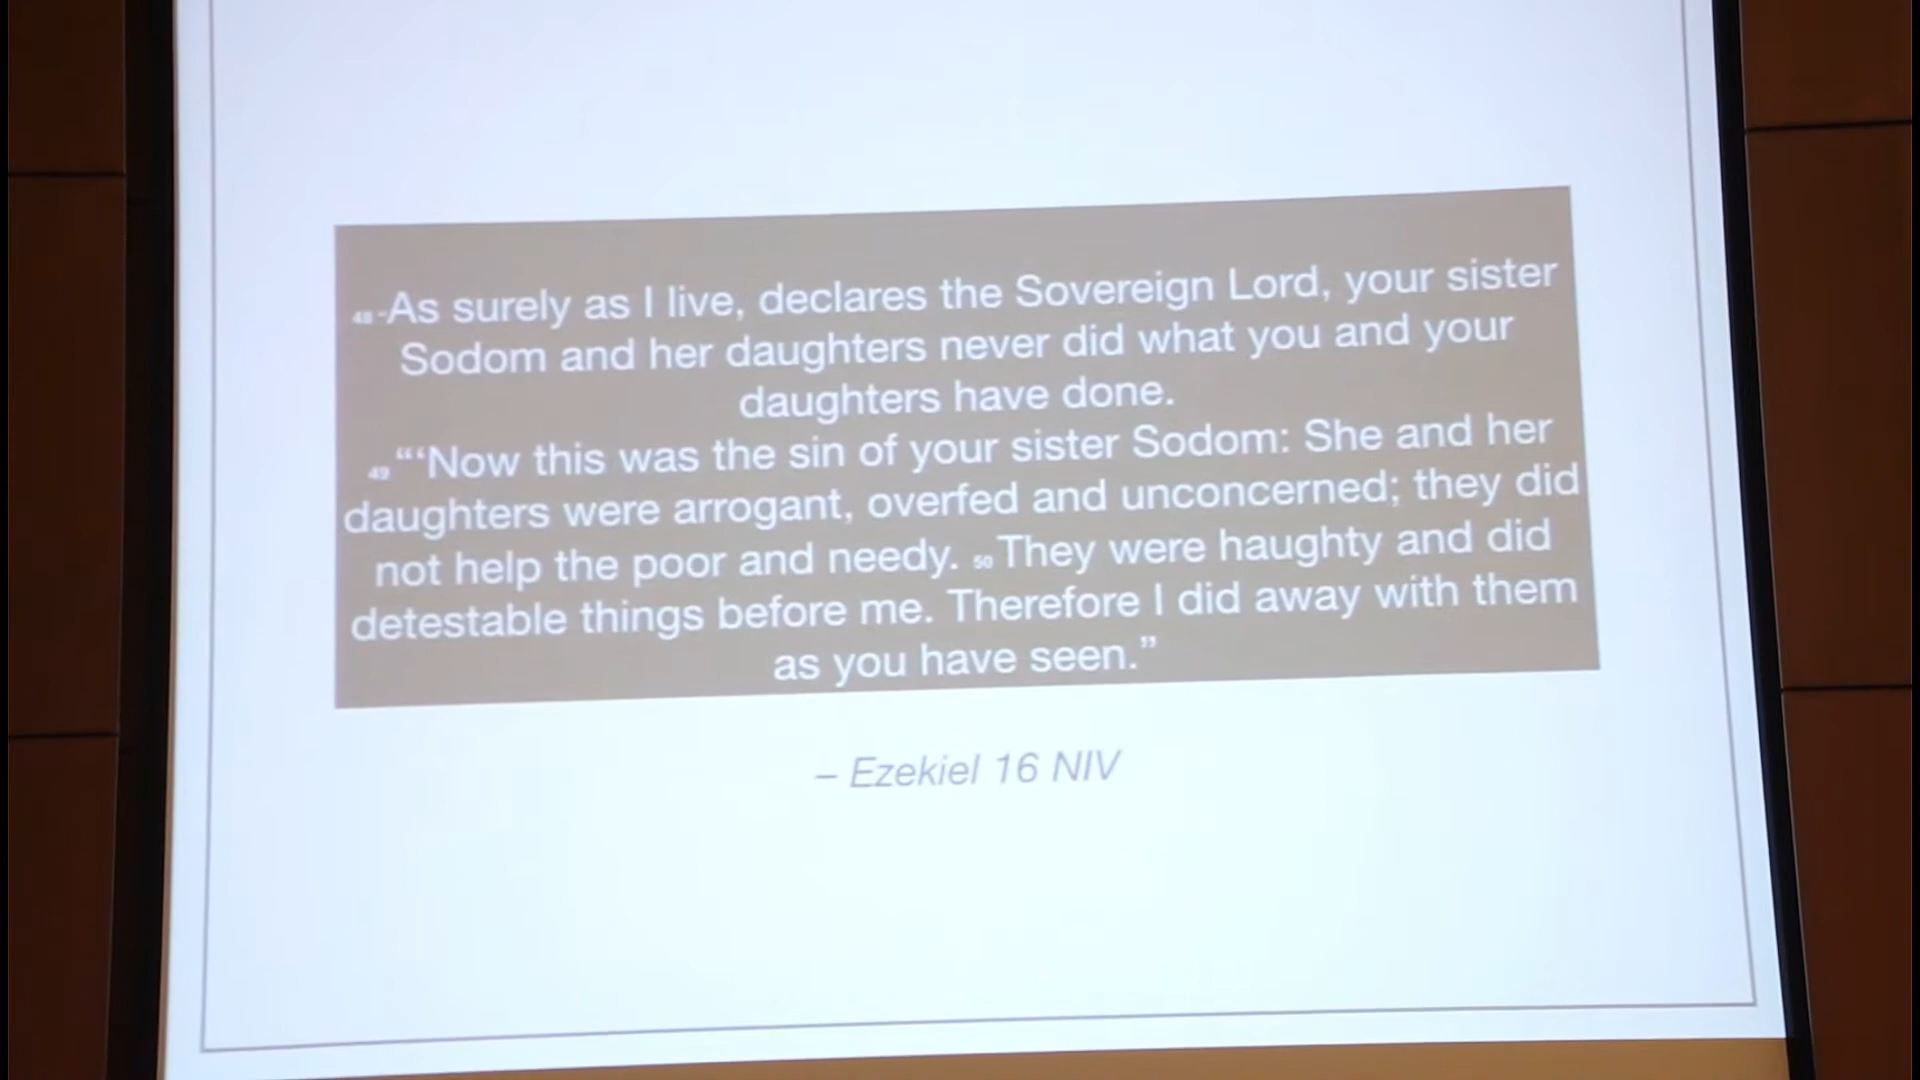 48 -As surely as I live, declares the Sovereign Lord, your sister
Sodom and her daughters never did what you and your
daughters have done.
49 “‘Now this was the sin of your sister Sodom: She and her
daughters were arrogant, overfed and unconcerned; they did
not help the poor and needy. 50 They were haughty and did
detestable things before me. Therefore I did away with them
as you have seen.”
– Ezekiel 16 NIV